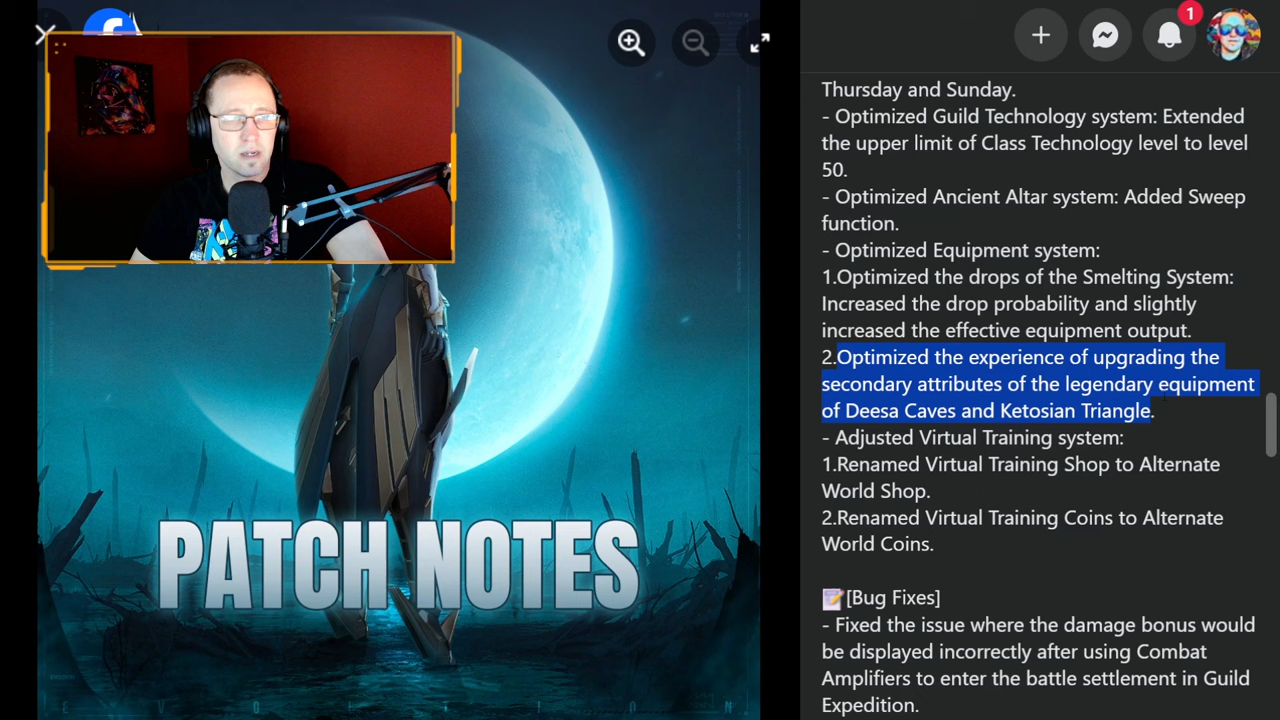 1
PATCH NOTES
Thursday and Sunday.
- Optimized Guild Technology system: Extended
the upper limit of Class Technology level to level
50.
- Optimized Ancient Altar system: Added Sweep
function.
- Optimized Equipment system:
1.Optimized the drops of the Smelting System:
Increased the drop probability and slightly
increased the effective equipment output.
2.Optimized the experience of upgrading the
secondary attributes of the legendary equipment
of Deesa Caves and Ketosian Triangle.
- Adjusted Virtual Training system:
1.Renamed Virtual Training Shop to Alternate
World Shop.
2.Renamed Virtual Training Coins to Alternate
World Coins.
[Bug Fixes]
- Fixed the issue where the damage bonus would
be displayed incorrectly after using Combat
Amplifiers to enter the battle settlement in Guild
Expedition.